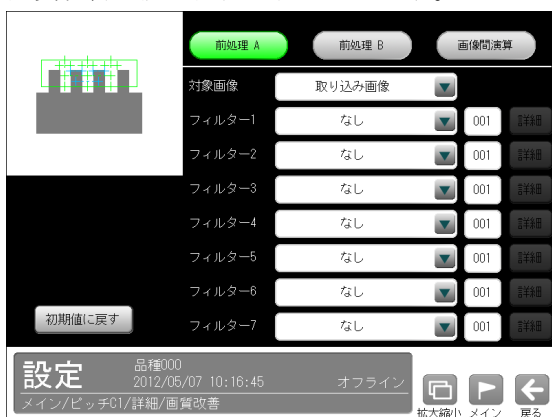 前処理 A 前処理 B 画像間演算
対象画像 取り込み画像
フィルター1 なし 001 詳細
フィルター2 なし 001 詳細
フィルター3 なし 001 詳細
フィルター4 なし 001 詳細
フィルター5 なし 001 詳細
フィルター6 なし 001 詳細
初期値に戻す
フィルター7 なし 001 詳細
設定 品種000
2012/05/07 10:16:45 オフライン
メイン/ピッチC1/詳細/画質改善
拡大縮小 メイン 戻る